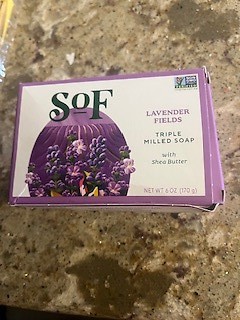 SoF
LAVENDER
FIELDS
TRIPLE
MILLED SOAP
with
Shea Butter
NET WT 6 OZ (170 g)